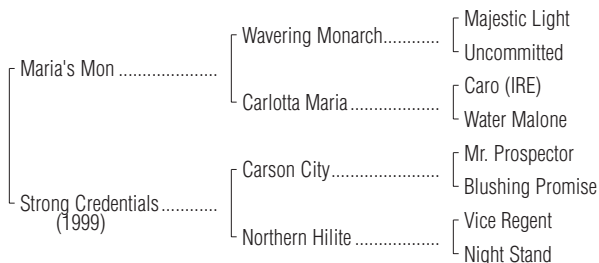 Majestic Light
Wavering Monarch............
Uncommitted
Maria's Mon .....................
Caro (IRE)
Carlotta Maria...................
Water Malone
Mr. Prospector
Carson City.......................
Blushing Promise
Strong Credentials............
(1999)
Vice Regent
Northern Hilite ..................
Night Stand